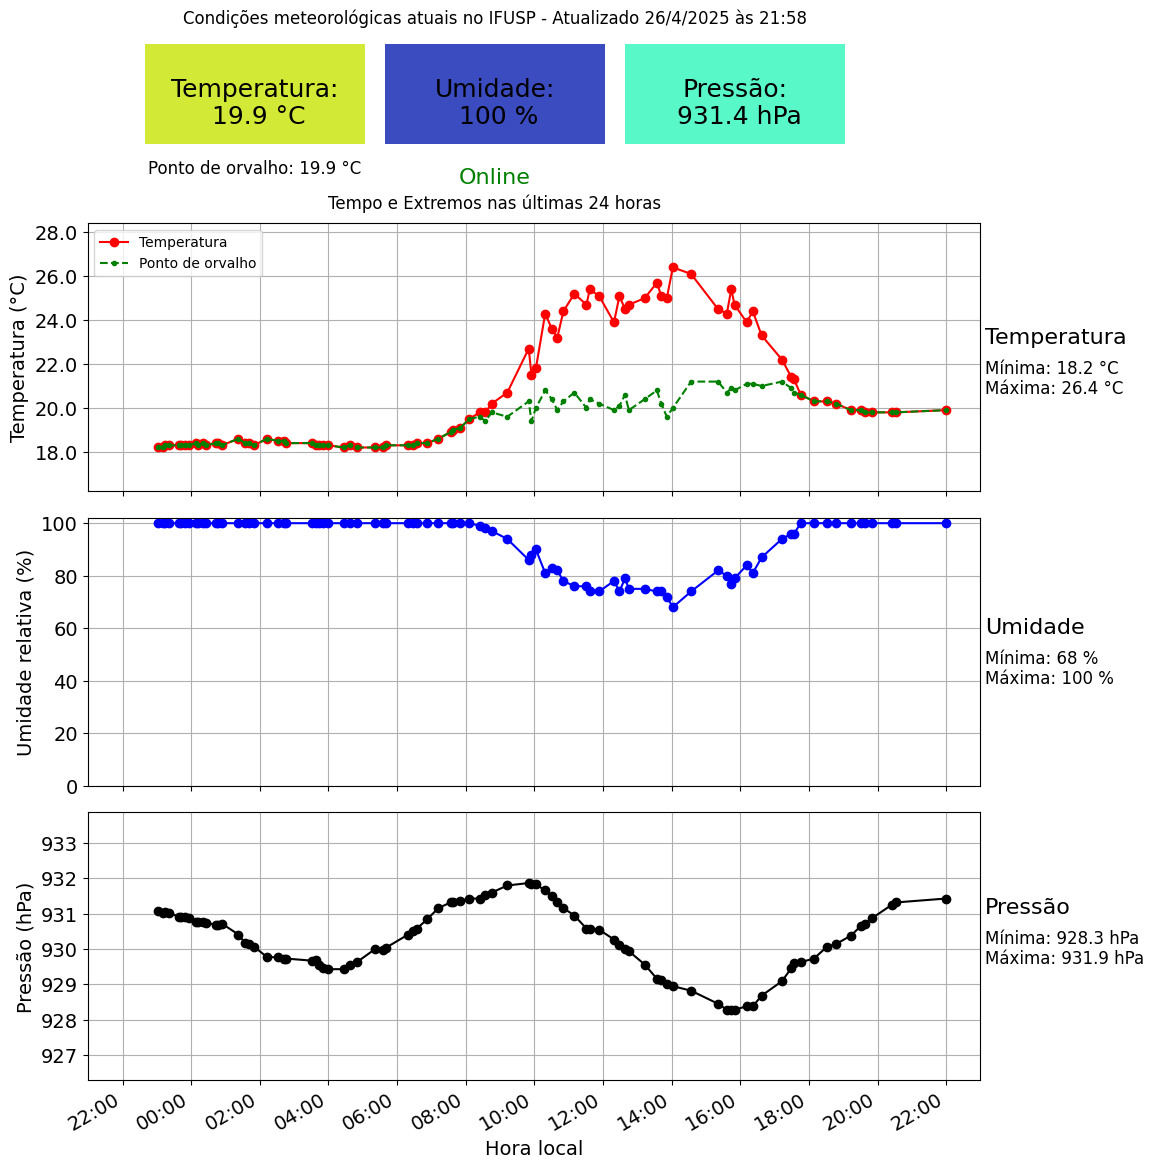 Condições meteorológicas atuais no IFUSP - Atualizado 26/4/2025 às 21:58
Temperatura:
19.9 °C
Umidade:
100 %
Pressão:
931.4 hPa
Ponto de orvalho: 19.9 °C
Online
Tempo e Extremos nas últimas 24 horas
Temperatura (°C)
28.0
26.0
24.0
22.0
20.0
18.0
Temperatura
Ponto de orvalho
Temperatura
Mínima: 18.2 °C
Máxima: 26.4 °C
Umidade relativa (%)
100
80
60
40
20
0
Umidade
Mínima: 68 %
Máxima: 100 %
Pressão (hPa)
933
932
931
930
929
928
927
Pressão
Mínima: 928.3 hPa
Máxima: 931.9 hPa
22:00 00:00 02:00 04:00 06:00 08:00 10:00 12:00 14:00 16:00 18:00 20:00 22:00
Hora local